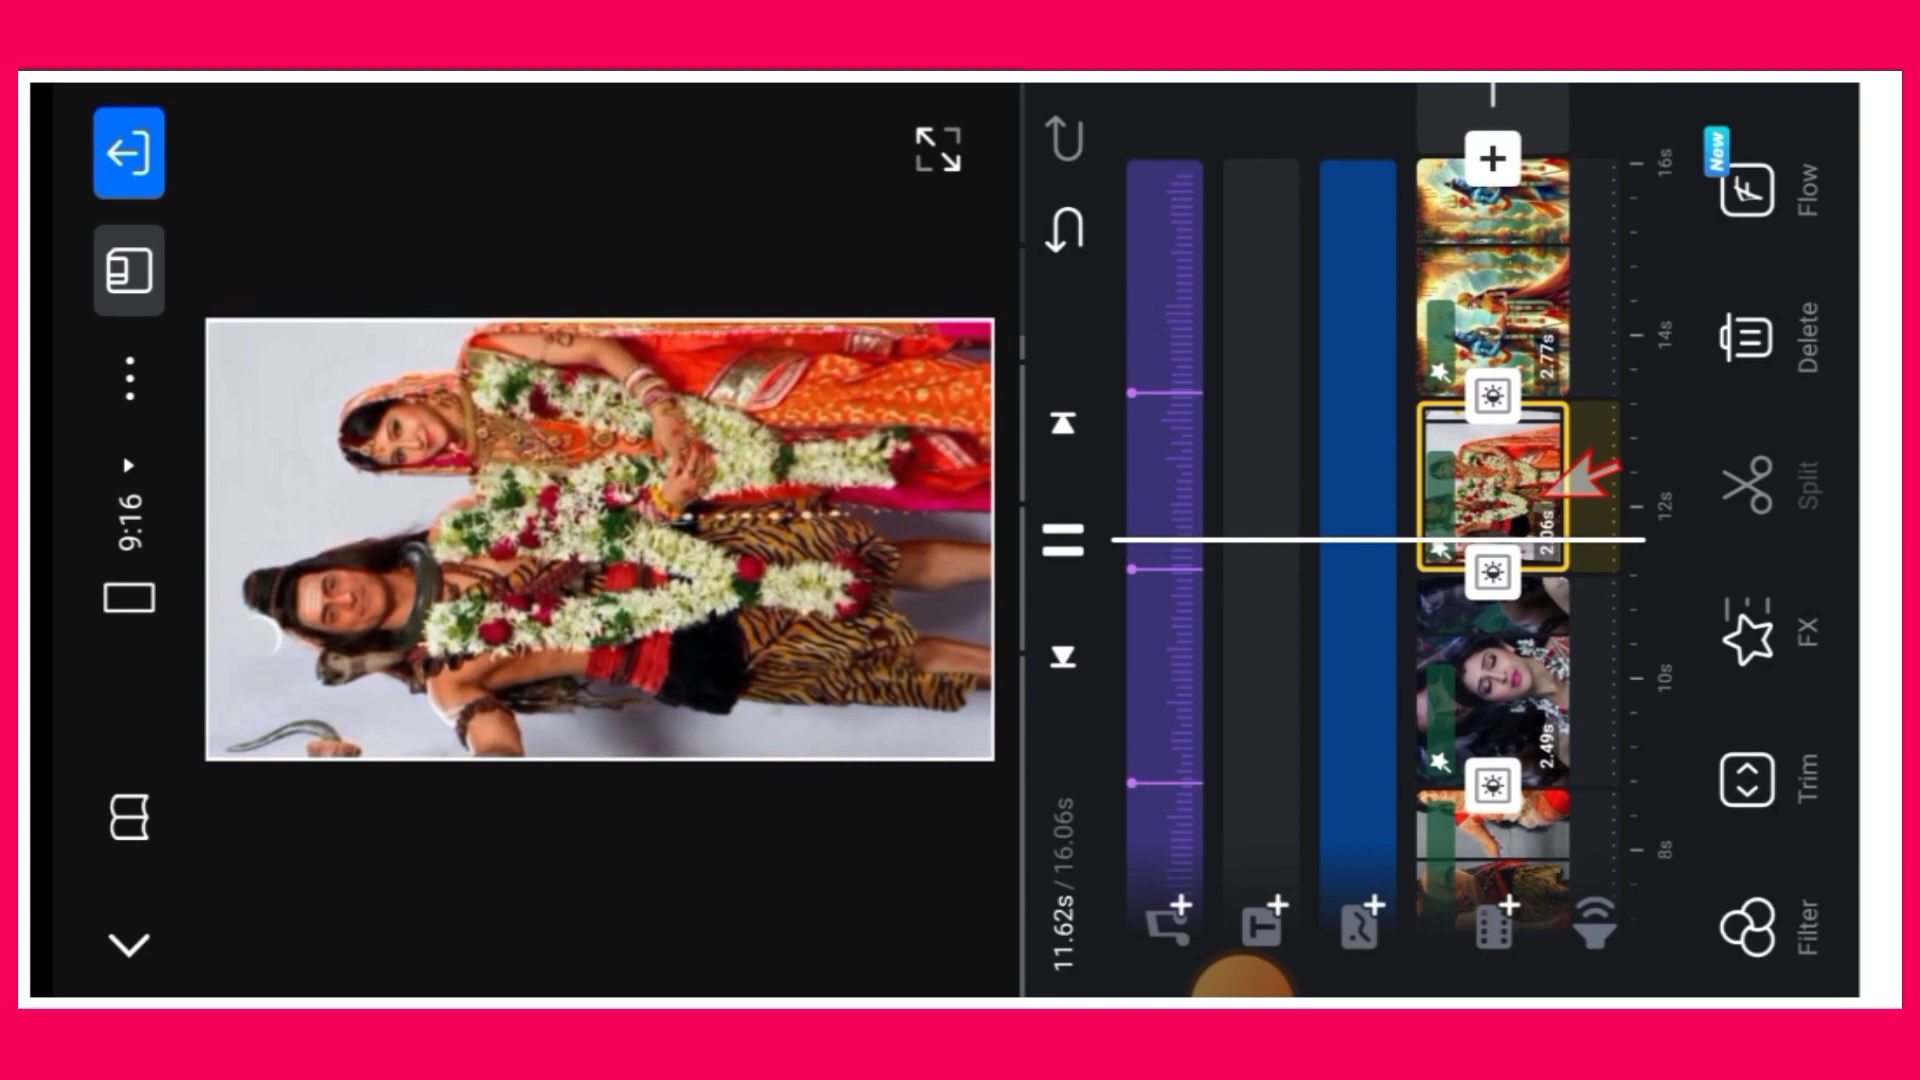 9:16
11.62s / 16.06s
2.49s
2.06s
2.77s
8s
10s
12s
14s
16s
Filter
Trim
FX
Split
Delete
Flow
New